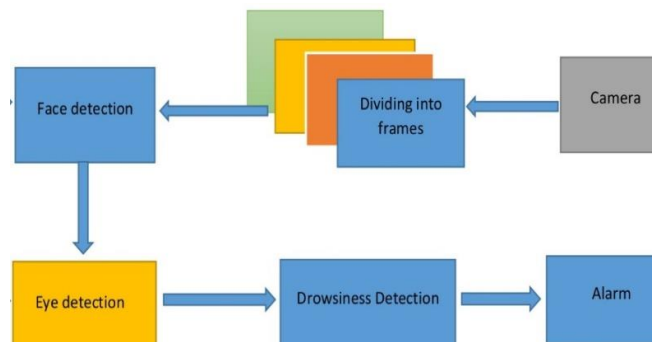 Camera
Dividing into
frames
Face detection
Eye detection
Drowsiness Detection
Alarm